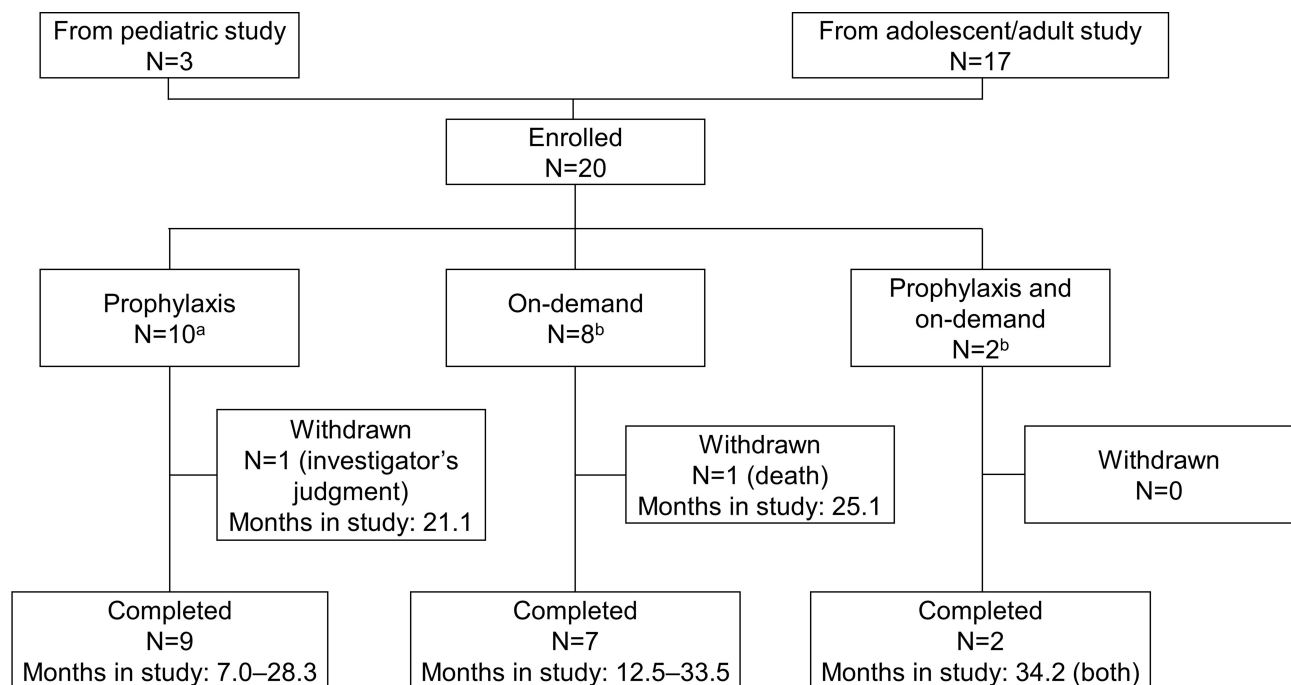 From pediatric study
N=3
From adolescent/adult study
N=17
Enrolled
N=20
Prophylaxis
N=10ᵃ
On-demand
N=8ᵇ
Prophylaxis and
on-demand
N=2ᵇ
Withdrawn
N=1 (investigator’s
judgment)
Months in study: 21.1
Withdrawn
N=1 (death)
Months in study: 25.1
Withdrawn
N=0
Completed
N=9
Months in study: 7.0–28.3
Completed
N=7
Months in study: 12.5–33.5
Completed
N=2
Months in study: 34.2 (both)